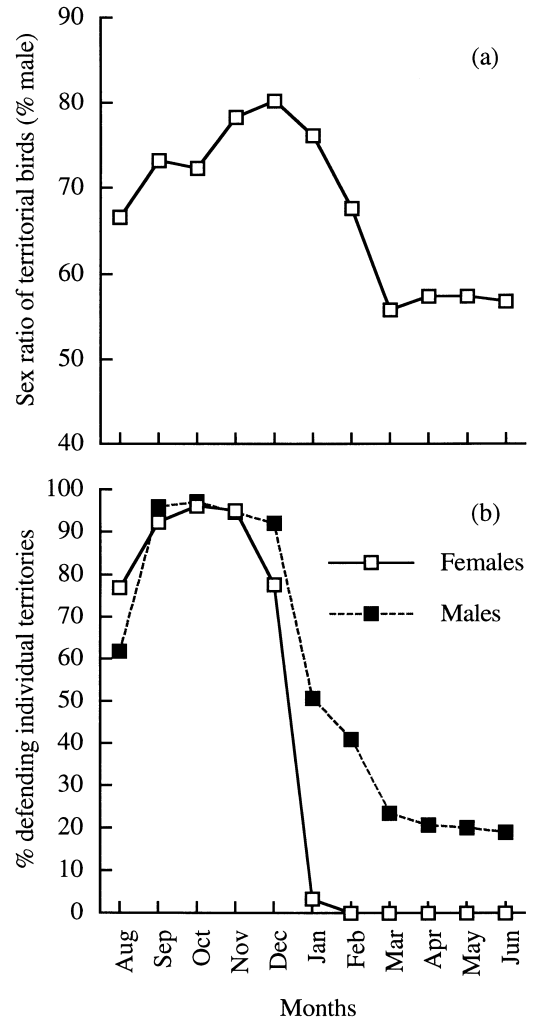 90
(a)
80
70
60
50
40
Sex ratio of territorial birds (% male)
100
90
(b)
80
Females
70
Males
60
50
40
30
20
10
0
% defending individual territories
Aug Sep Oct Nov Dec Jan Feb Mar Apr May Jun
Months